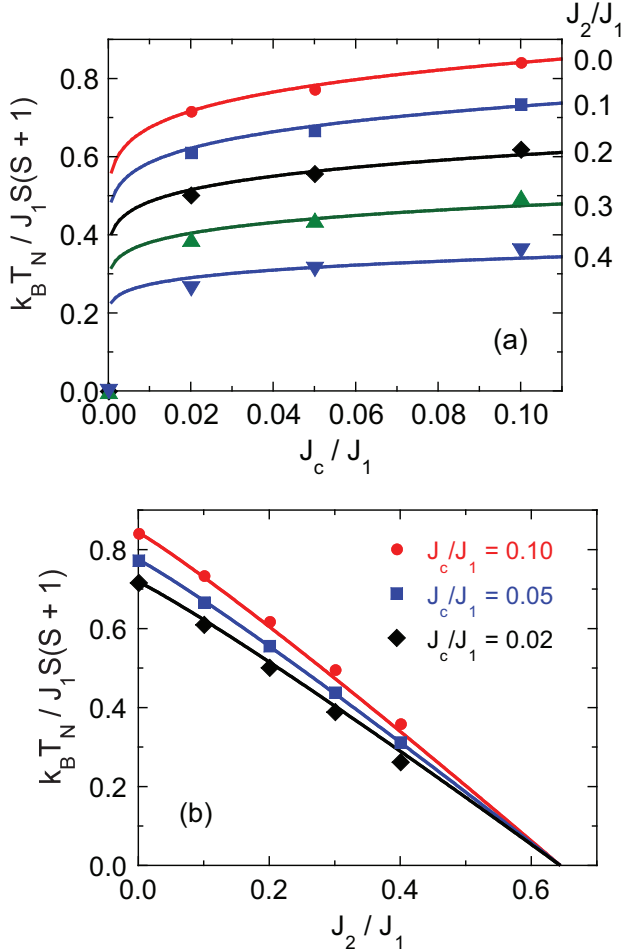 J2/J1
0.0
0.1
0.2
0.3
0.4
0.8
0.6
0.4
0.2
0.0
kBTN / J1S(S + 1)
(a)
0.00 0.02 0.04 0.06 0.08 0.10
Jc / J1
0.8
0.6
0.4
0.2
0.0
kBTN / J1S(S + 1)
Jc/J1 = 0.10
Jc/J1 = 0.05
Jc/J1 = 0.02
(b)
0.0 0.2 0.4 0.6
J2 / J1